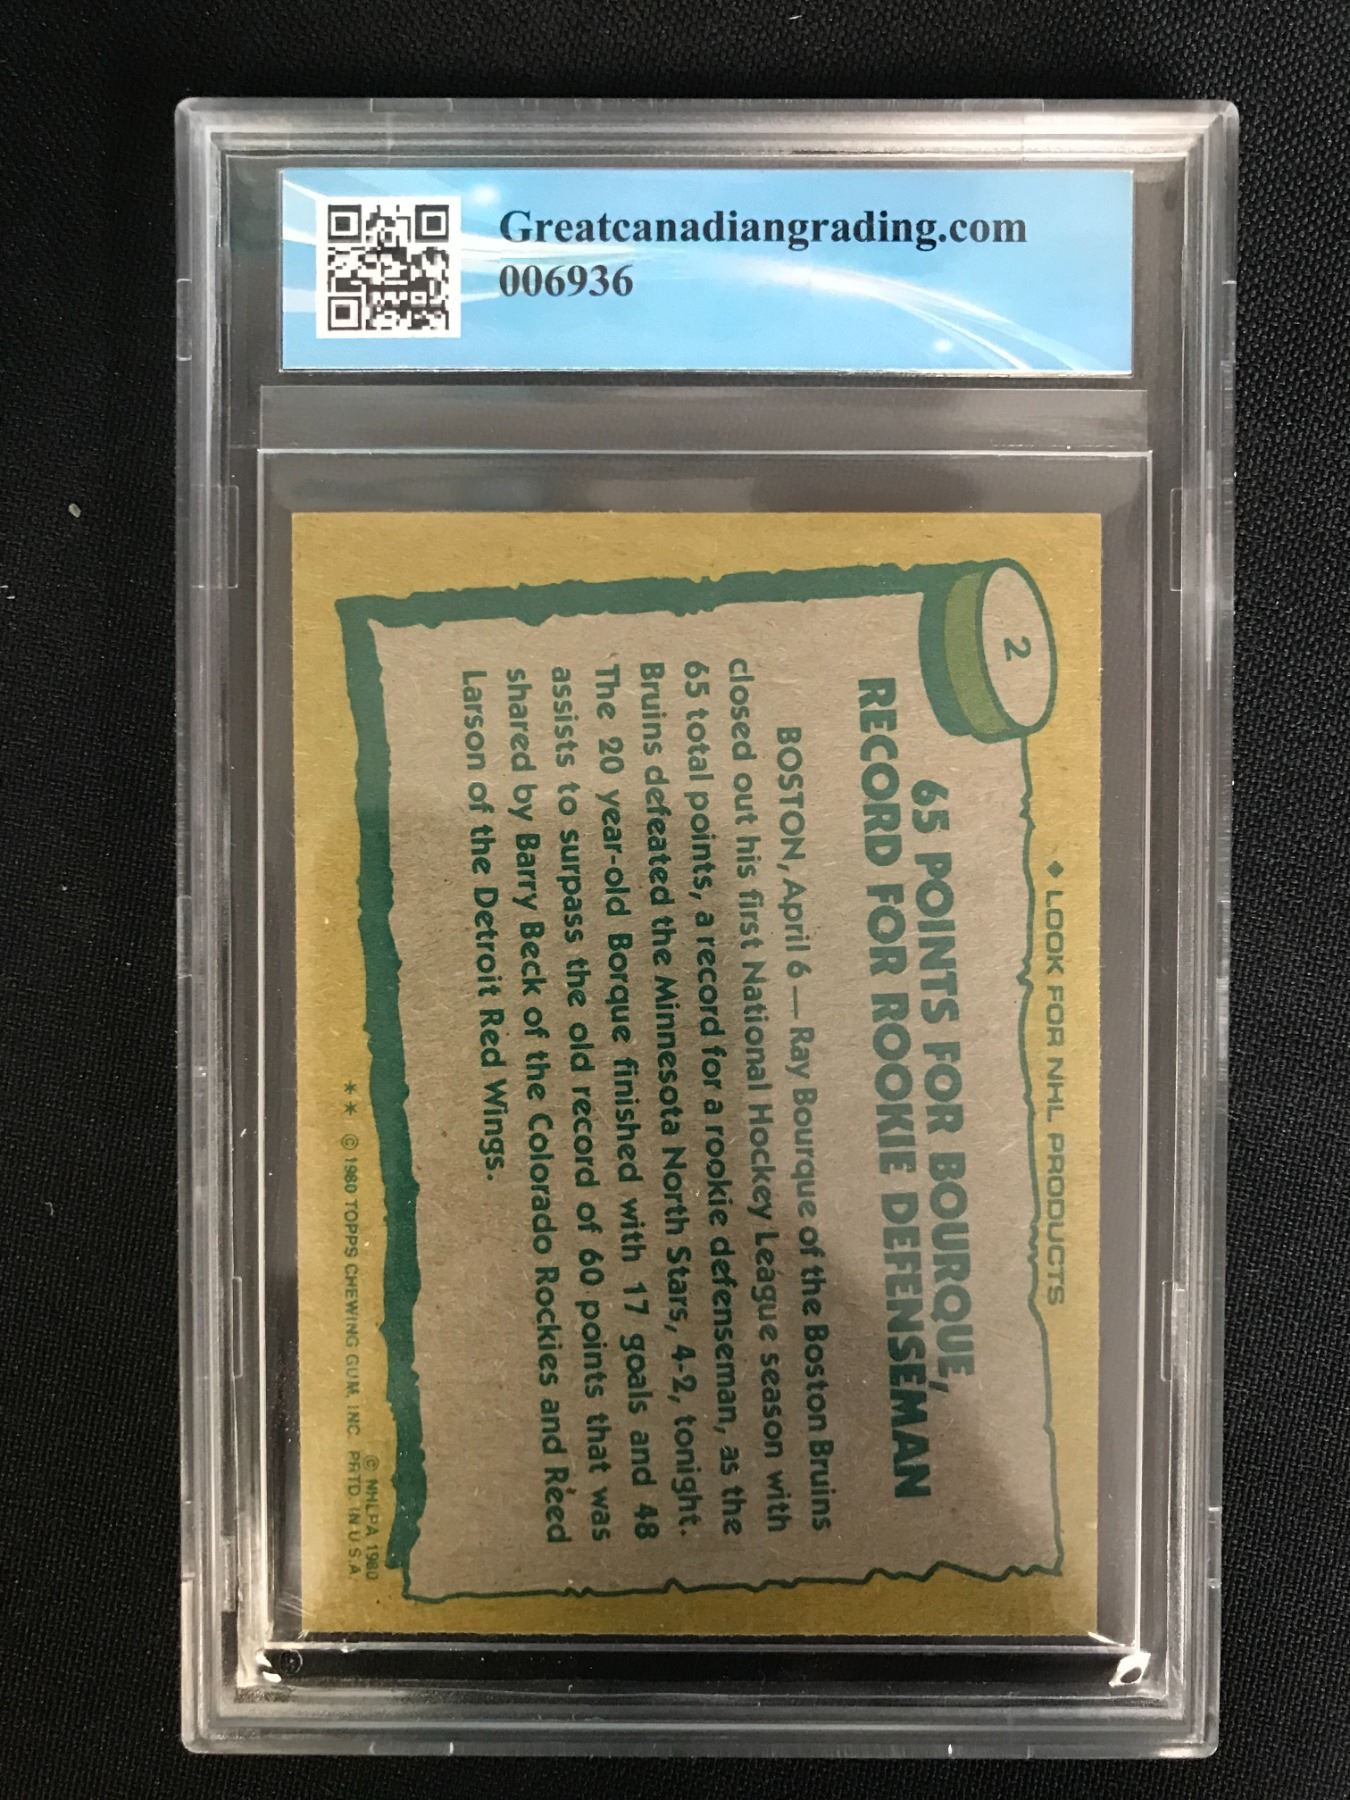 Greatcanadiangrading.com
006936
2
◆ LOOK FOR NHL PRODUCTS
65 POINTS FOR BOURQUE,
RECORD FOR ROOKIE DEFENSEMAN
BOSTON, April 6 — Ray Bourque of the Boston Bruins
closed out his first National Hockey League season with
65 total points, a record for a rookie defenseman, as the
Bruins defeated the Minnesota North Stars, 4-2, tonight.
The 20 year-old Borque finished with 17 goals and 48
assists to surpass the old record of 60 points that was
shared by Barry Beck of the Colorado Rockies and Reed
Larson of the Detroit Red Wings.
© NHLPA 1980
** © 1980 TOPPS CHEWING GUM, INC. PRTD. IN U.S.A.